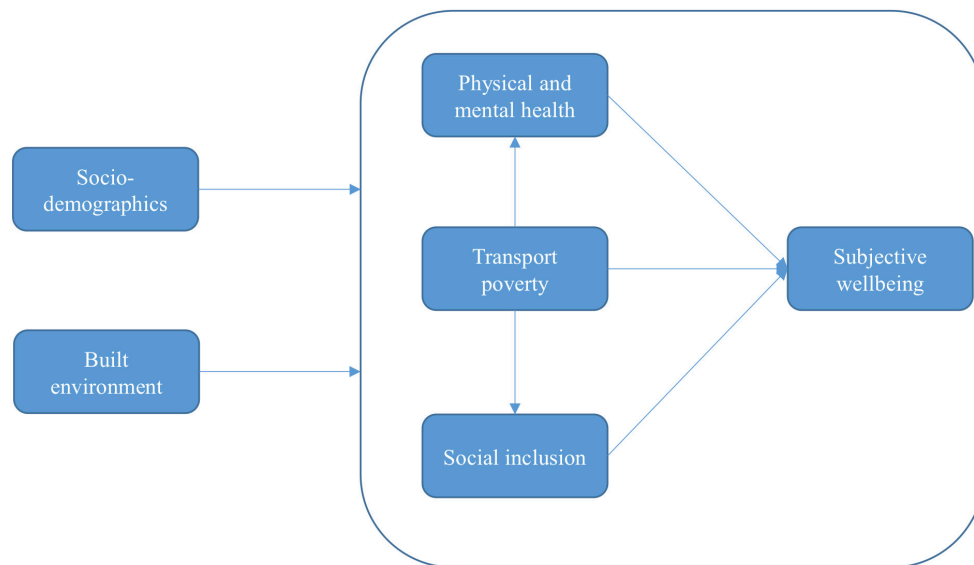 Physical and
mental health
Socio-
demographics
Transport
poverty
Subjective
wellbeing
Built
environment
Social inclusion